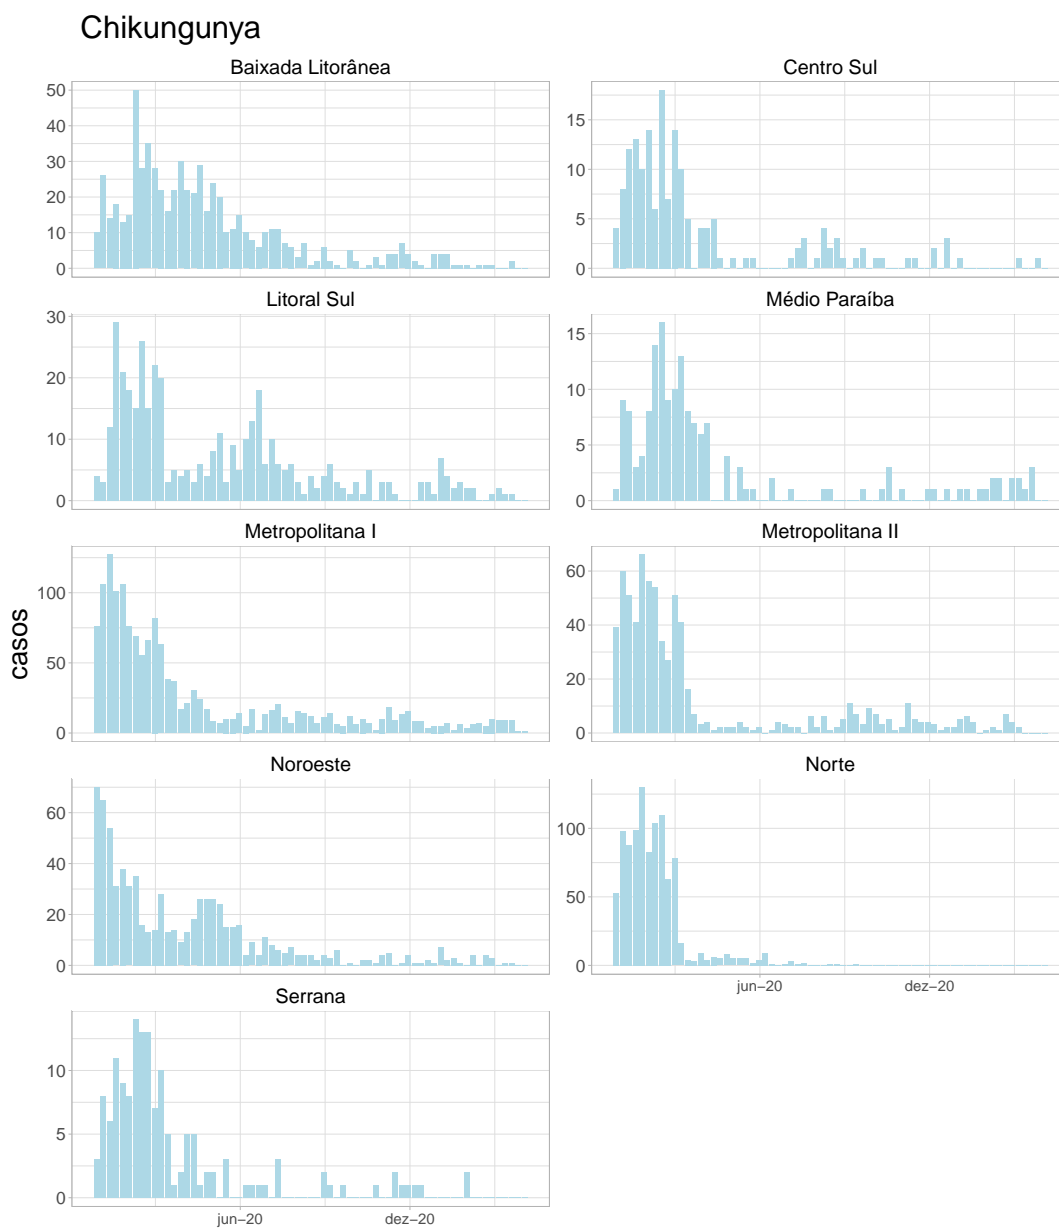 Chikungunya
Baixada Litorânea
Centro Sul
50
40
30
20
10
0
15
10
5
0
Litoral Sul
Médio Paraíba
30
20
10
0
15
10
5
0
Metropolitana I
Metropolitana II
100
50
0
60
40
20
0
casos
Noroeste
Norte
60
40
20
0
100
50
0
jun−20
dez−20
Serrana
10
5
0
jun−20
dez−20